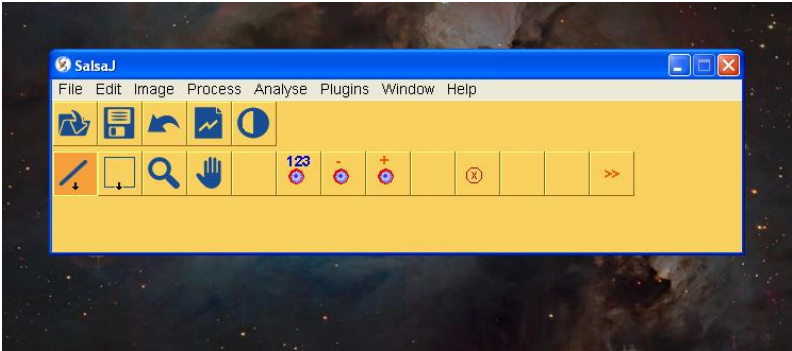 SalsaJ
File Edit Image Process Analyse Plugins Window Help
123 - +
x >>